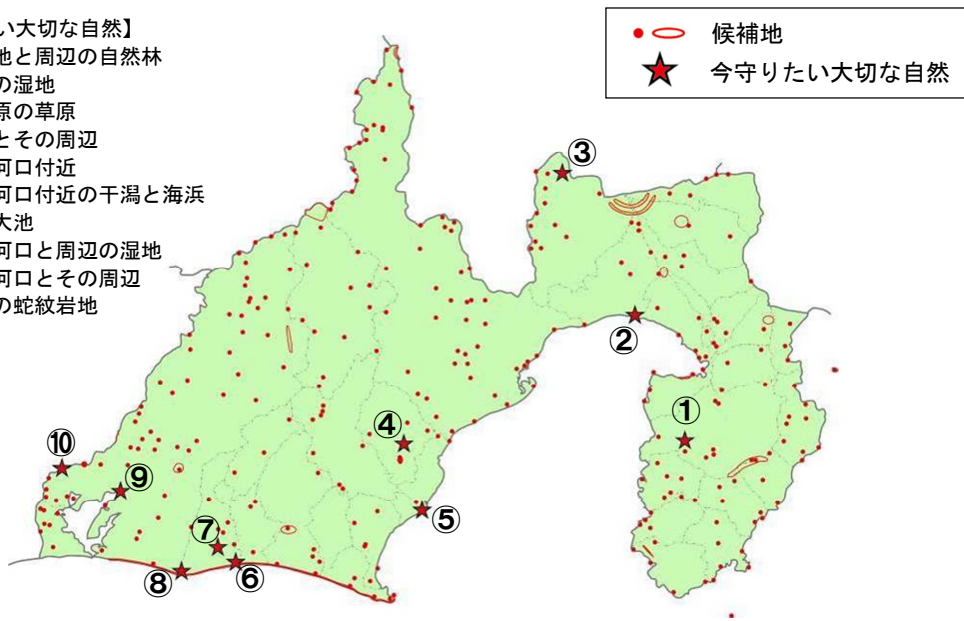 い大切な自然】
地と周辺の自然林
の湿地
原の草原
とその周辺
河口付近
河口付近の干潟と海浜
大池
河口と周辺の湿地
河口とその周辺
の蛇紋岩地
候補地
今守りたい大切な自然
③
②
①
④
⑩
⑨
⑤
⑦
⑧
⑥